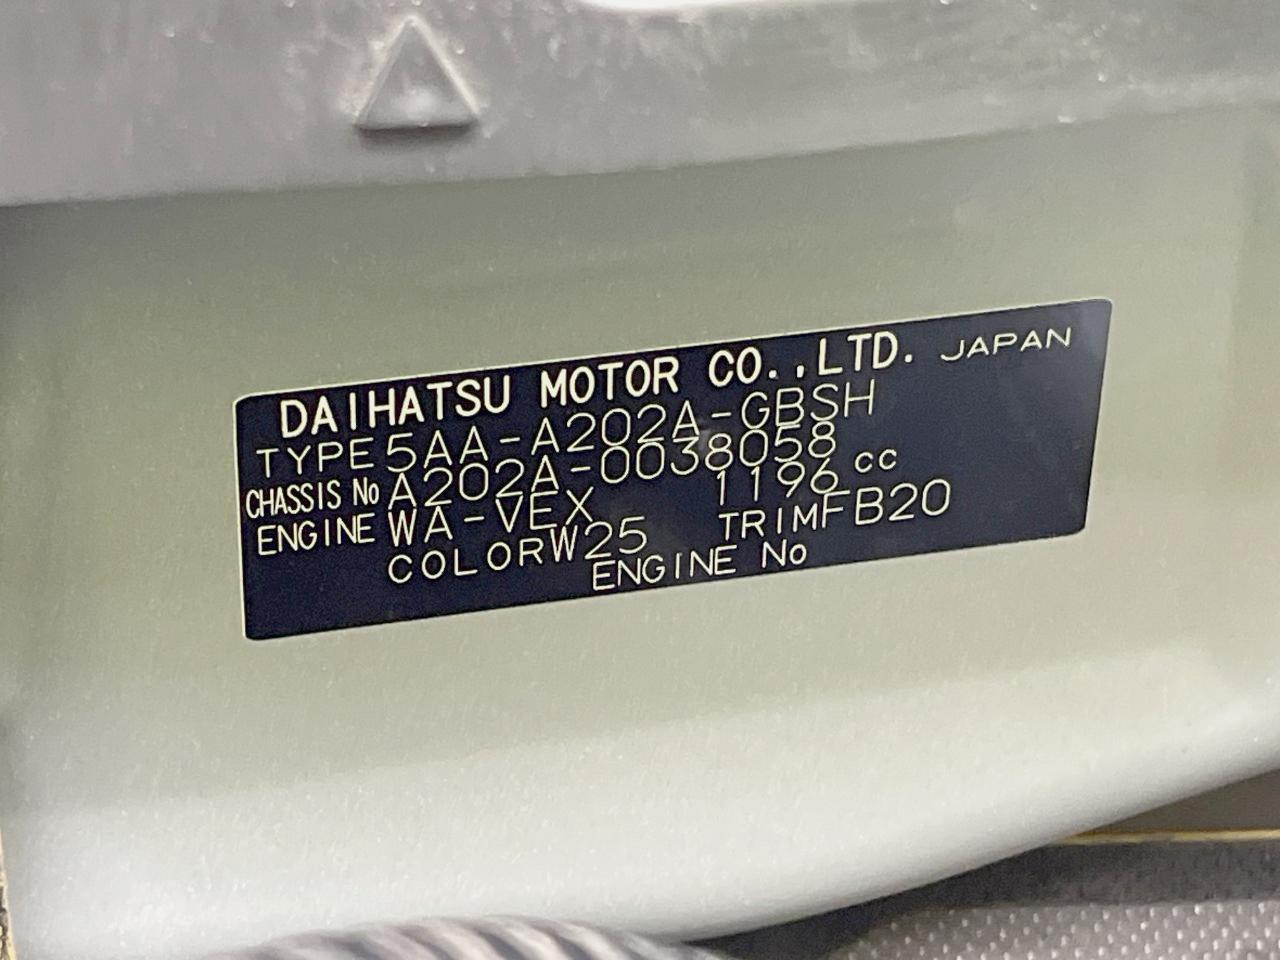 DAIHATSU MOTOR CO.,LTD. JAPAN
TYPE 5AA-A202A-GBSH
CHASSIS No A202A-0038058
ENGINE WA-VEX 1196 cc
COLOR W25 TRIM FB20
ENGINE No